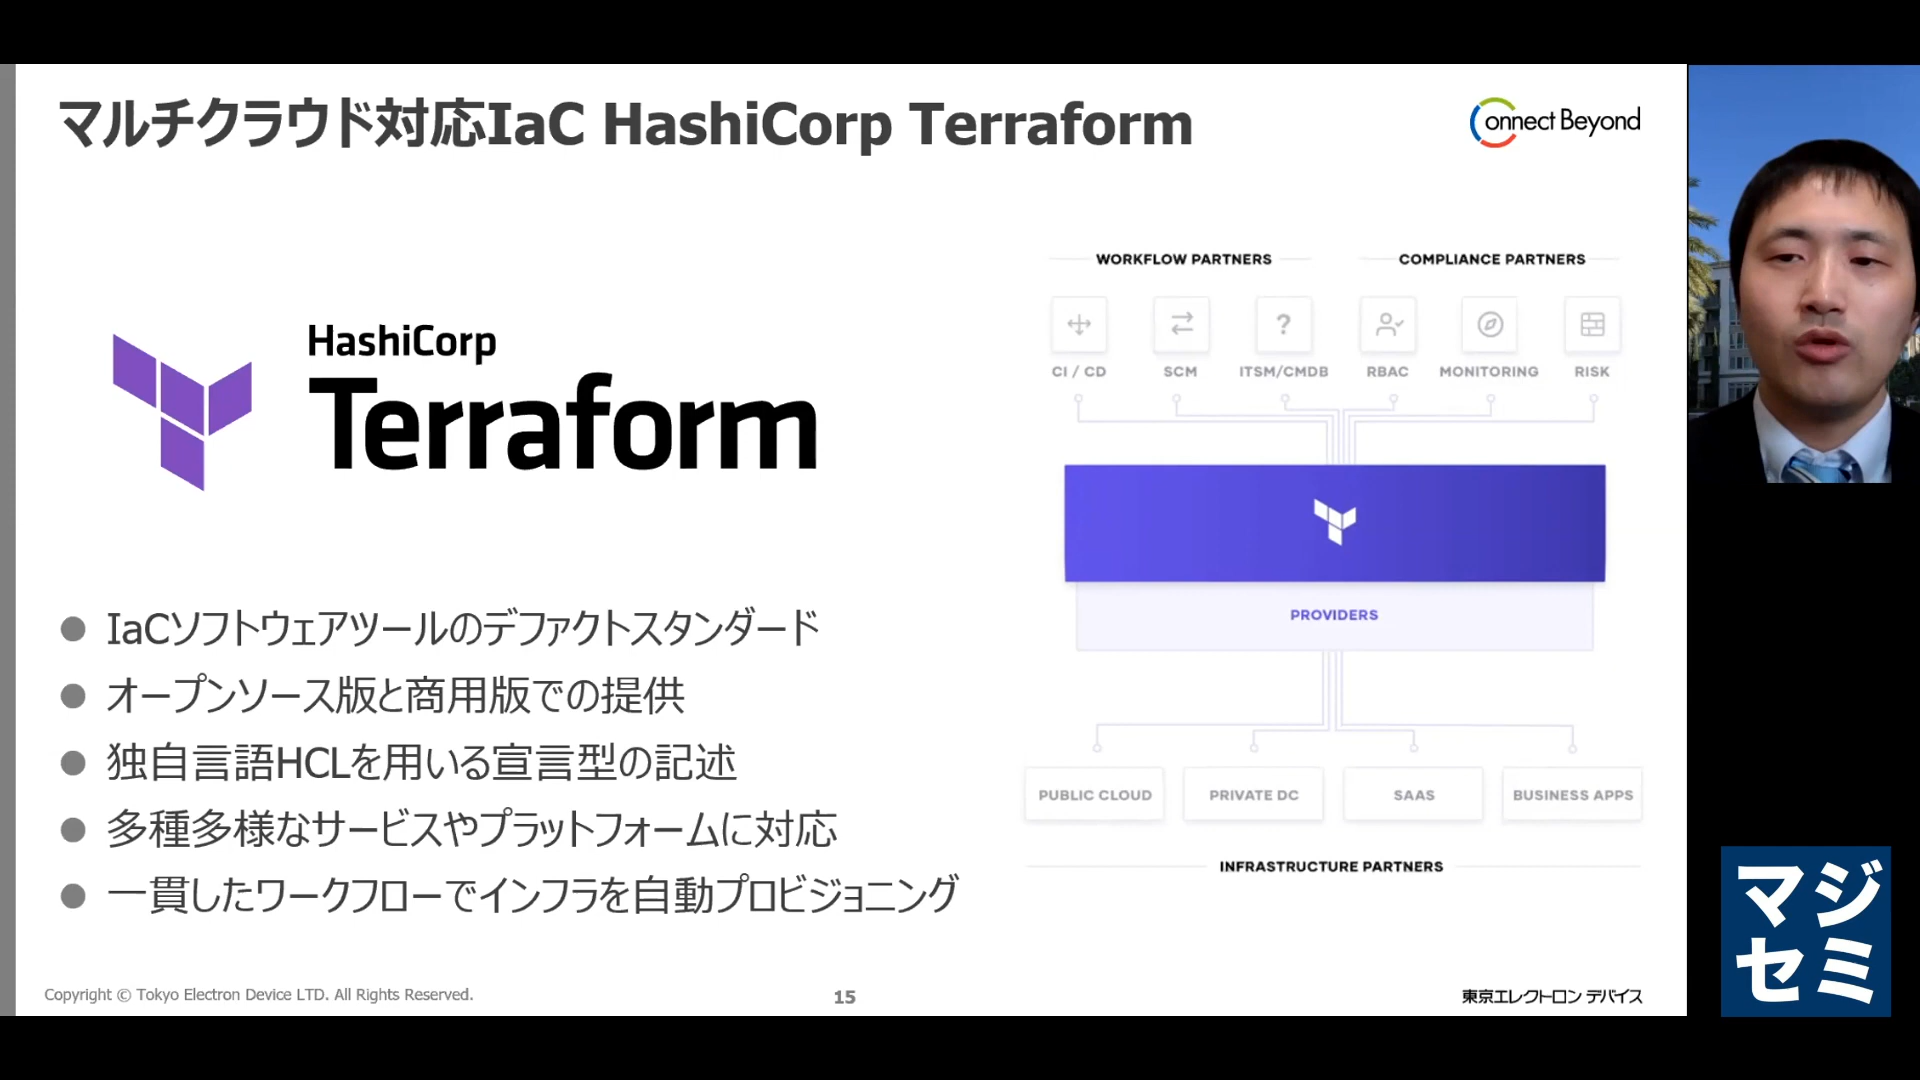 マルチクラウド対応IaC HashiCorp Terraform
Connect Beyond
HashiCorp
Terraform
IaCソフトウェアツールのデファクトスタンダード
オープンソース版と商用版での提供
独自言語HCLを用いる宣言型の記述
多種多様なサービスやプラットフォームに対応
一貫したワークフローでインフラを自動プロビジョニング
WORKFLOW PARTNERS
COMPLIANCE PARTNERS
CI / CD
SCM
ITSM/CMDB
RBAC
MONITORING
RISK
PROVIDERS
PUBLIC CLOUD
PRIVATE DC
SAAS
BUSINESS APPS
INFRASTRUCTURE PARTNERS
Copyright © Tokyo Electron Device LTD. All Rights Reserved.
15
東京エレクトロン デバイス
マジ
セミ